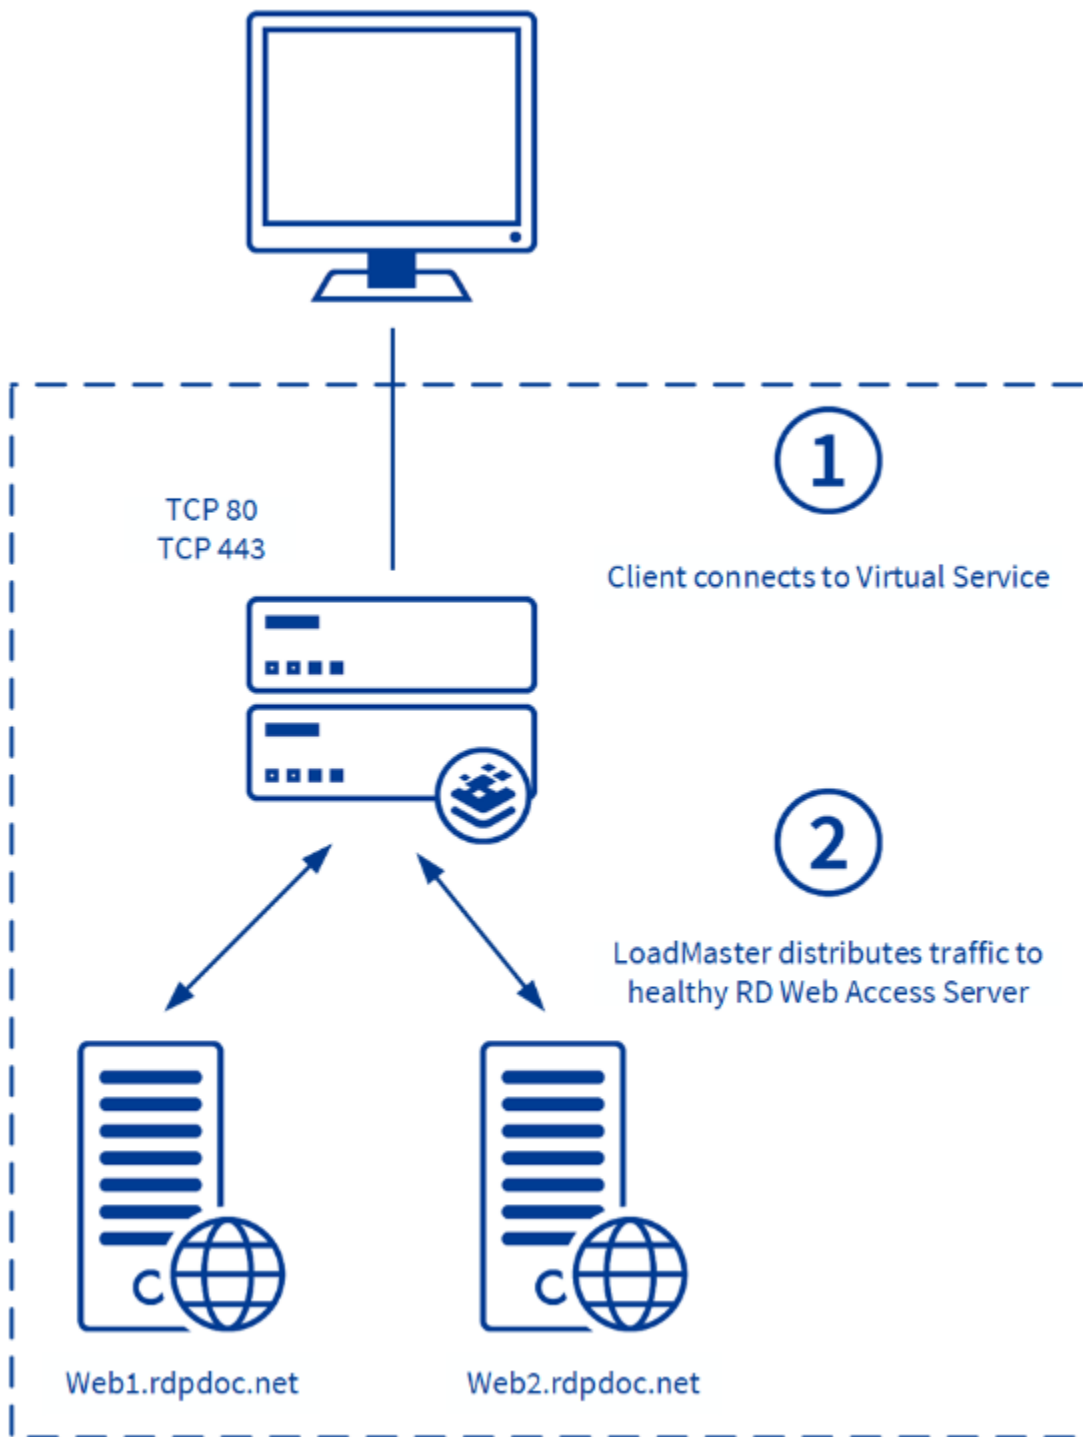 1
TCP 80
TCP 443
Client connects to Virtual Service
2
LoadMaster distributes traffic to
healthy RD Web Access Server
Web1.rdpdoc.net
Web2.rdpdoc.net